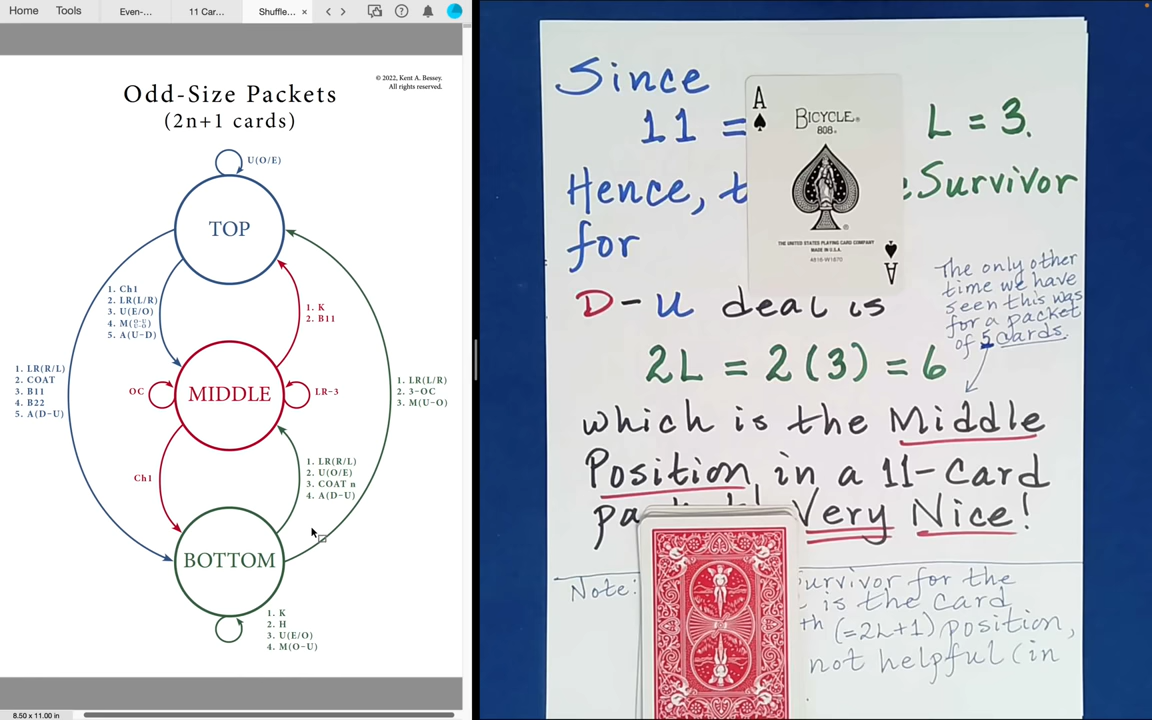 Home
Tools
Even-...
11 Car...
Shuffle...
×
© 2022, Kent A. Bessey.
All rights reserved.
Odd-Size Packets
(2n+1 cards)
U(O/E)
TOP
1. Ch1
2. LR(L/R)
3. U(E/O)
5. A(U-D)
1. K
2. B11
1. LR(R/L)
2. COAT
3. B11
4. B22
5. A(D-U)
OC
MIDDLE
LR-3
1. LR(L/R)
2. 3-OC
3. M(U-O)
Ch1
1. LR(R/L)
2. U(O/E)
3. COAT n
4. A(D-U)
BOTTOM
1. K
2. H
3. U(E/O)
4. M(O-U)
8.50 x 11.00 in
Since
11 = L = 3.
Hence, Survivor
for
D-U deal is
2L = 2(3) = 6
which is the Middle
Position in a 11-Card
Very Nice!
The only other
time we have
seen this was
for a packet
of 5 cards.
Note: Survivor for the
is the card
th (=2L+1) position,
not helpful (in
A
BICYCLE®
808®
THE UNITED STATES PLAYING CARD COMPANY
MADE IN U.S.A.
A